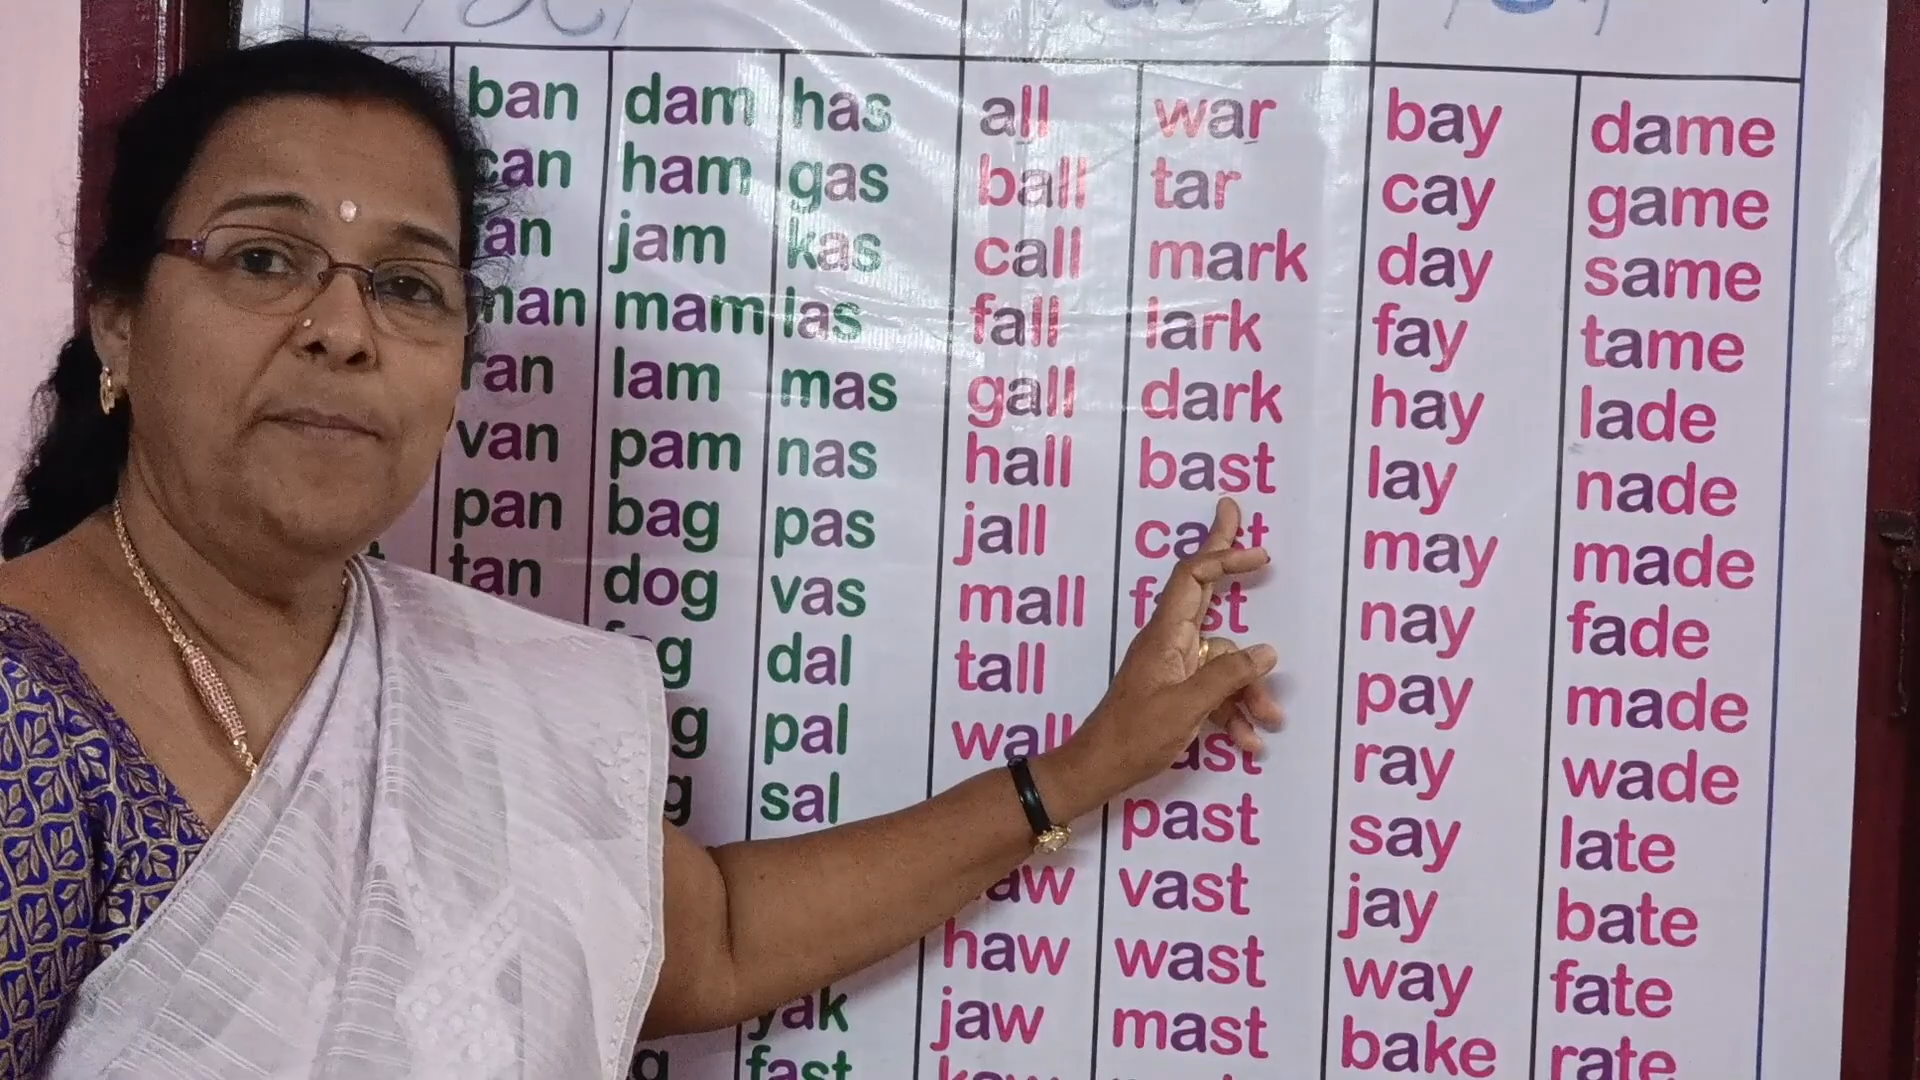 ban dam has all war bay dame
can ham gas ball tar cay game
jam kas call mark day same
man mam las fall lark fay tame
ran lam mas gall dark hay lade
van pam nas hall bast lay nade
pan bag pas jall cast may made
tan dog vas mall fast nay fade
dal tall pay made
pal wall ray wade
sal past say late
vast jay bate
haw wast way fate
yak jaw mast bake rate
fast